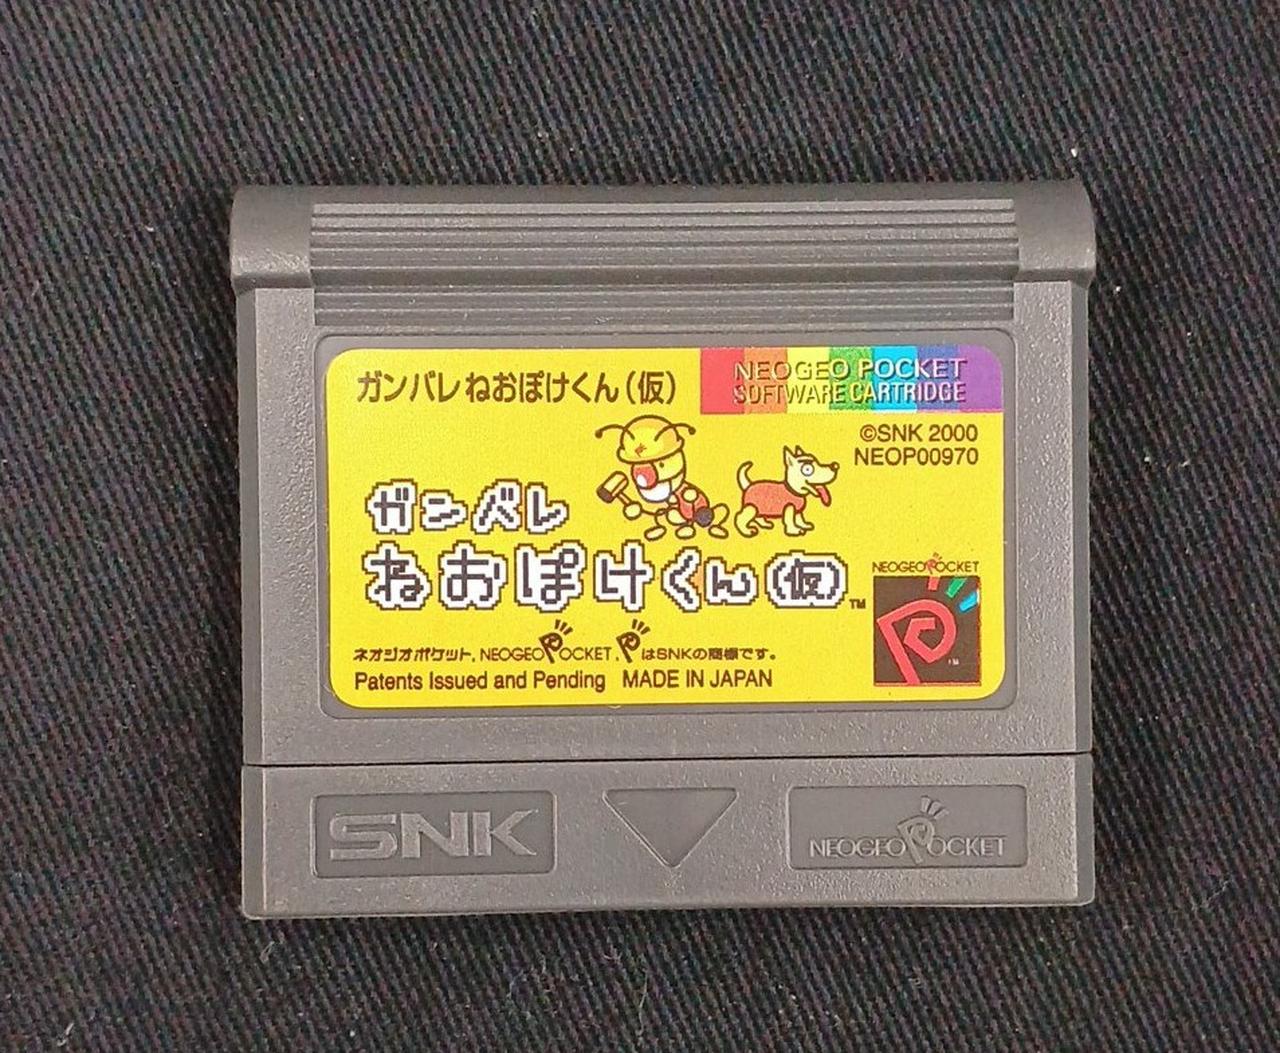 ガンバレねおぽけくん(仮)
NEOGEO POCKET
SOFTWARE CARTRIDGE
©SNK 2000
NEOP00970
ガンバレ
ねおぽけくん(仮)™
NEOGEO POCKET
™
ネオジオポケット, NEOGEO POCKET, P はSNKの商標です。
Patents Issued and Pending MADE IN JAPAN
SNK
NEOGEO POCKET